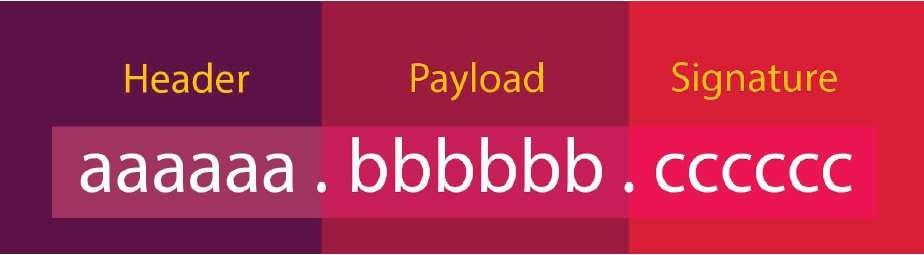 Header Payload Signature
aaaaaa . bbbbbb . cccccc